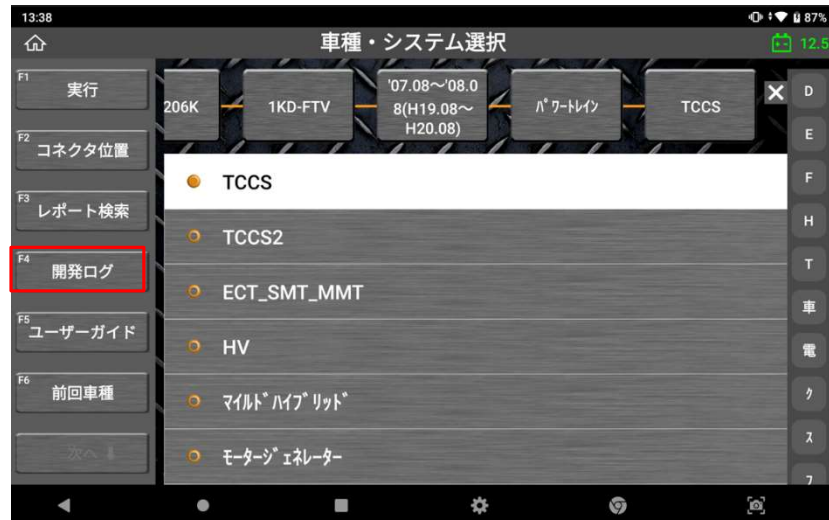 13:38
87%
車種・システム選択
12.5
F1
実行
F2
コネクタ位置
F3
レポート検索
F4
開発ログ
F5
ユーザーガイド
F6
前回車種
次へ
206K
1KD-FTV
'07.08～'08.0
8(H19.08～
H20.08)
ﾊﾟﾜｰﾄﾚｲﾝ
TCCS
TCCS
TCCS2
ECT_SMT_MMT
HV
ﾏｲﾙﾄﾞﾊｲﾌﾞﾘｯﾄﾞ
ﾓｰﾀｰｼﾞｪﾈﾚｰﾀｰ
D
E
F
H
T
車
電
ク
ス
フ